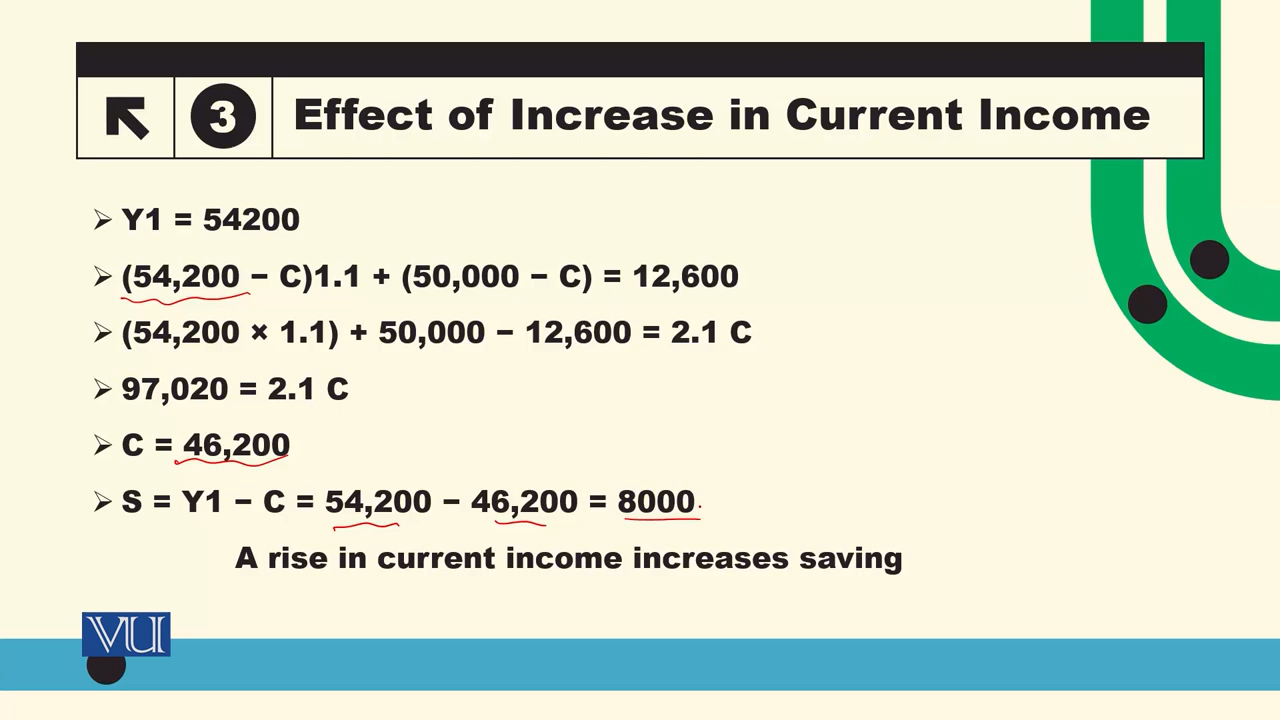 3 Effect of Increase in Current Income
➢ Y1 = 54200
➢ (54,200 − C)1.1 + (50,000 − C) = 12,600
➢ (54,200 × 1.1) + 50,000 − 12,600 = 2.1 C
➢ 97,020 = 2.1 C
➢ C = 46,200
➢ S = Y1 − C = 54,200 − 46,200 = 8000
A rise in current income increases saving
VU